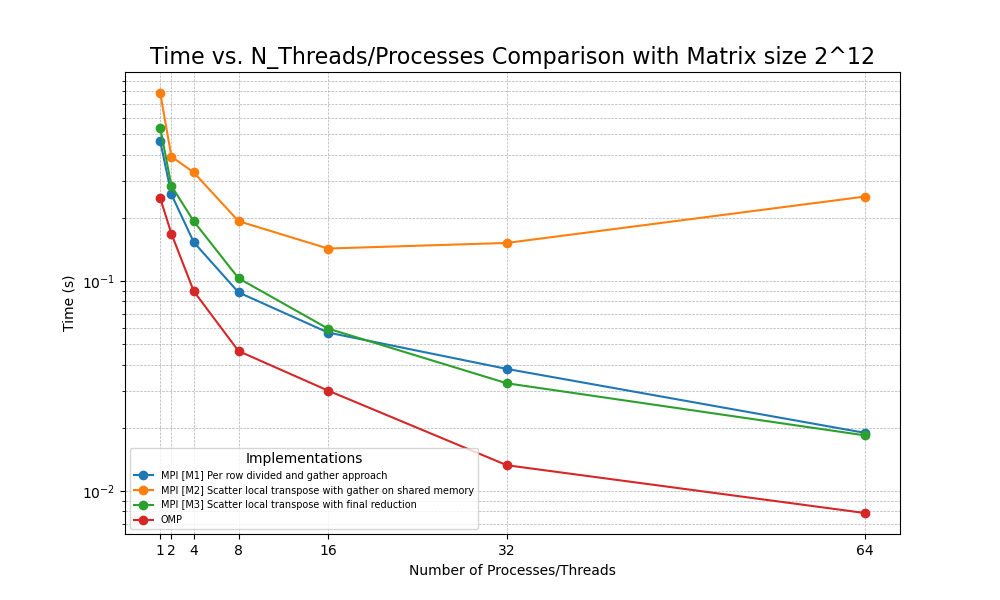 Time vs. N_Threads/Processes Comparison with Matrix size 2^12
Time (s)
10⁻¹
10⁻²
Implementations
MPI [M1] Per row divided and gather approach
MPI [M2] Scatter local transpose with gather on shared memory
MPI [M3] Scatter local transpose with final reduction
OMP
1 2 4 8 16 32 64
Number of Processes/Threads